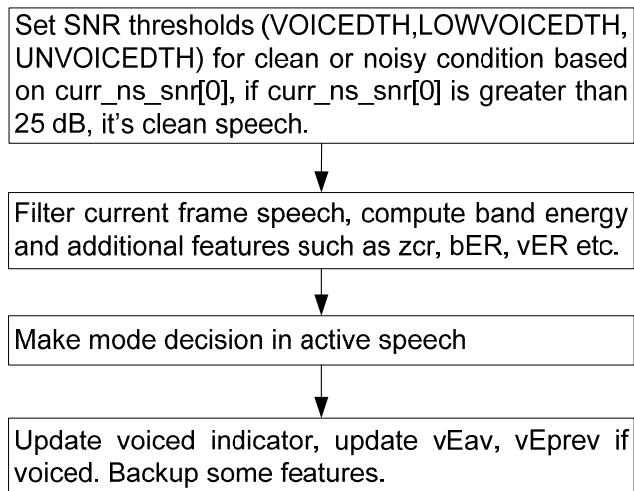 Set SNR thresholds (VOICEDTH,LOWVOICEDTH,
UNVOICEDTH) for clean or noisy condition based
on curr_ns_snr[0], if curr_ns_snr[0] is greater than
25 dB, it's clean speech.
Filter current frame speech, compute band energy
and additional features such as zcr, bER, vER etc.
Make mode decision in active speech
Update voiced indicator, update vEav, vEprev if
voiced. Backup some features.